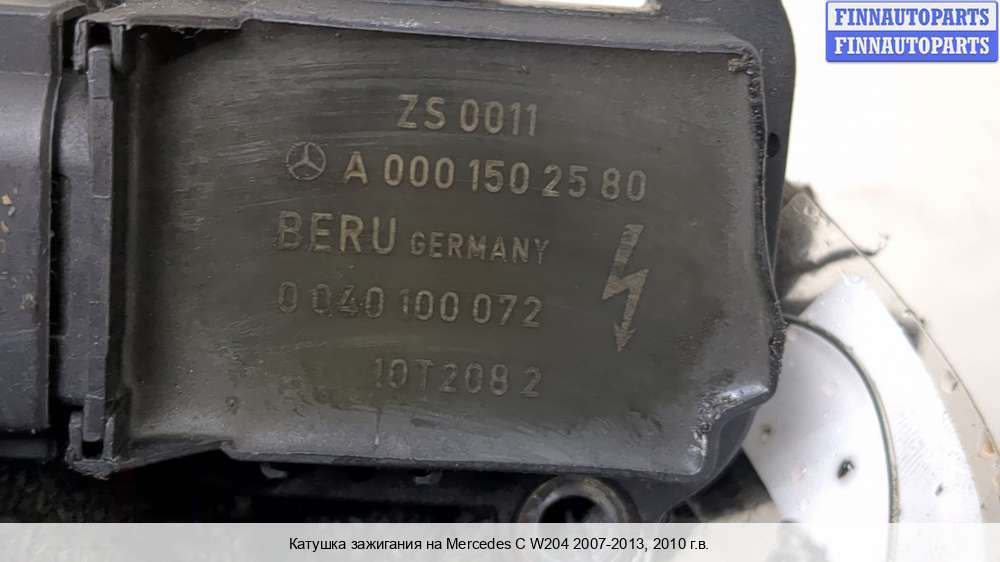 FINNAUTOPARTS
FINNAUTOPARTS
ZS 0011
A 000 150 25 80
BERU GERMANY
0 040 100 072
10T208 2
Катушка зажигания на Mercedes C W204 2007-2013, 2010 г.в.